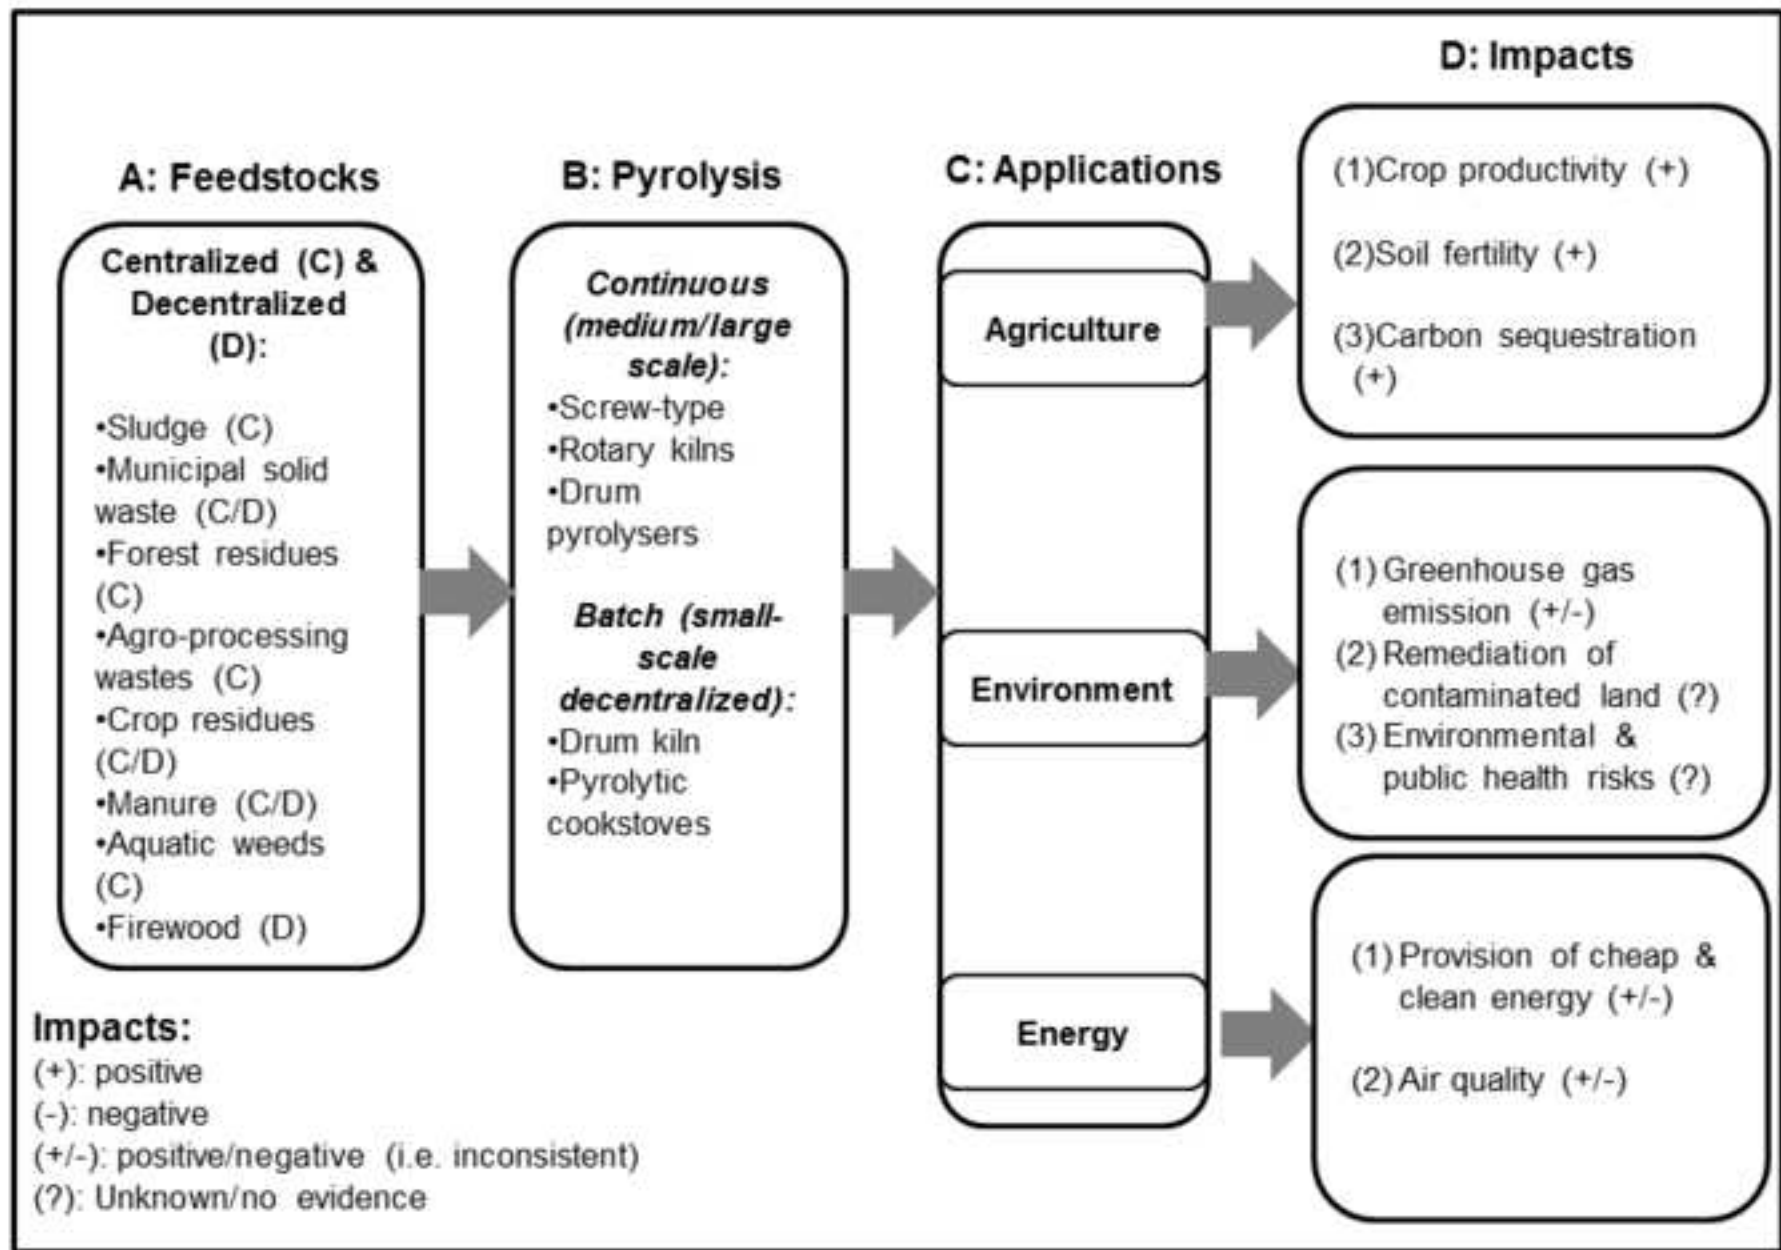 A: Feedstocks
Centralized (C) &
Decentralized
(D):
•Sludge (C)
•Municipal solid
waste (C/D)
•Forest residues
(C)
•Agro-processing
wastes (C)
•Crop residues
(C/D)
•Manure (C/D)
•Aquatic weeds
(C)
•Firewood (D)
B: Pyrolysis
Continuous
(medium/large
scale):
•Screw-type
•Rotary kilns
•Drum
pyrolysers
Batch (small-
scale
decentralized):
•Drum kiln
•Pyrolytic
cookstoves
C: Applications
Agriculture
Environment
Energy
D: Impacts
(1)Crop productivity (+)
(2)Soil fertility (+)
(3)Carbon sequestration
(+)
(1) Greenhouse gas
emission (+/-)
(2) Remediation of
contaminated land (?)
(3) Environmental &
public health risks (?)
(1) Provision of cheap &
clean energy (+/-)
(2) Air quality (+/-)
Impacts:
(+): positive
(-): negative
(+/-): positive/negative (i.e. inconsistent)
(?): Unknown/no evidence